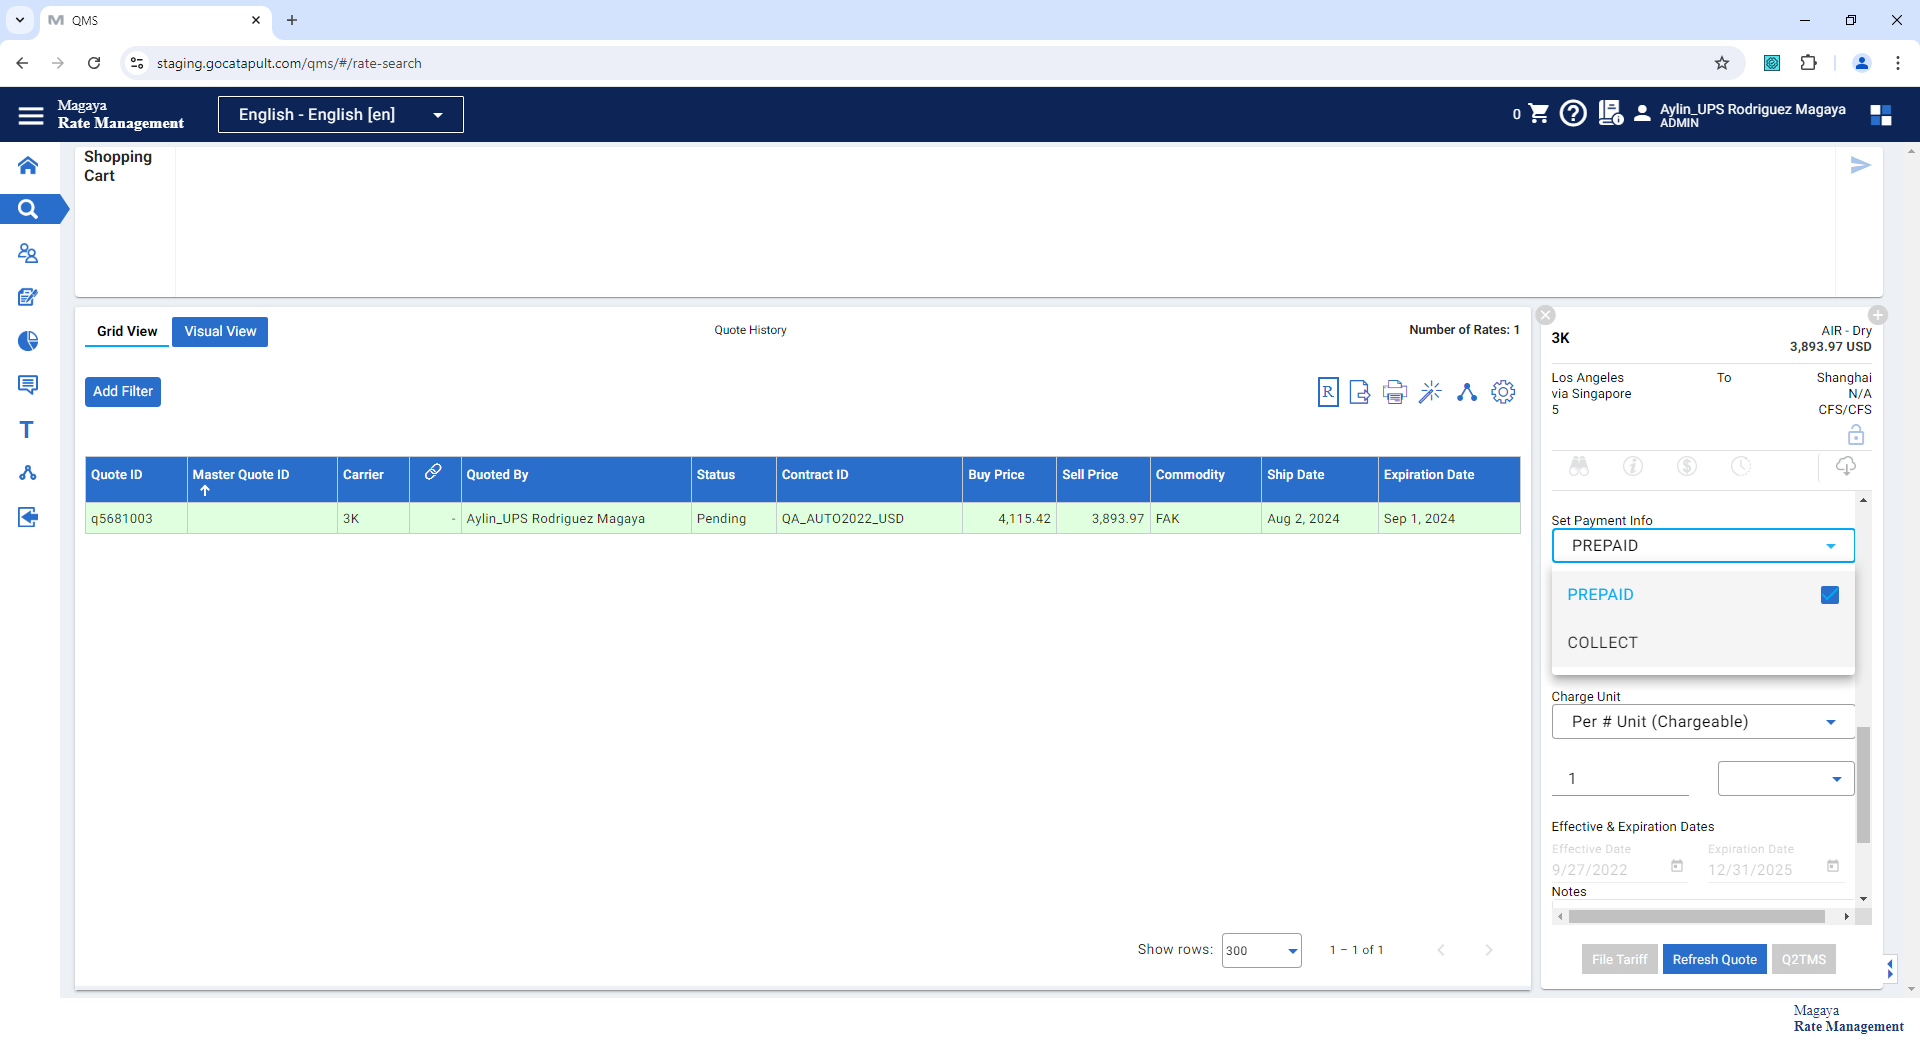 QMS
staging.gocatapult.com/qms/#/rate-search
Magaya
Rate Management
English - English [en]
0
Aylin_UPS Rodriguez Magaya
ADMIN
Shopping
Cart
Grid View
Visual View
Quote History
Number of Rates: 1
Add Filter
R
Quote ID
Master Quote ID
Carrier
Quoted By
Status
Contract ID
Buy Price
Sell Price
Commodity
Ship Date
Expiration Date
q5681003
3K
-
Aylin_UPS Rodriguez Magaya
Pending
QA_AUTO2022_USD
4,115.42
3,893.97
FAK
Aug 2, 2024
Sep 1, 2024
Show rows:
300
1 – 1 of 1
3K
AIR - Dry
3,893.97 USD
Los Angeles
To
Shanghai
via Singapore
N/A
5
CFS/CFS
Set Payment Info
PREPAID
PREPAID
COLLECT
Charge Unit
Per # Unit (Chargeable)
1
Effective & Expiration Dates
Effective Date
Expiration Date
9/27/2022
12/31/2025
Notes
File Tariff
Refresh Quote
Q2TMS
Magaya
Rate Management